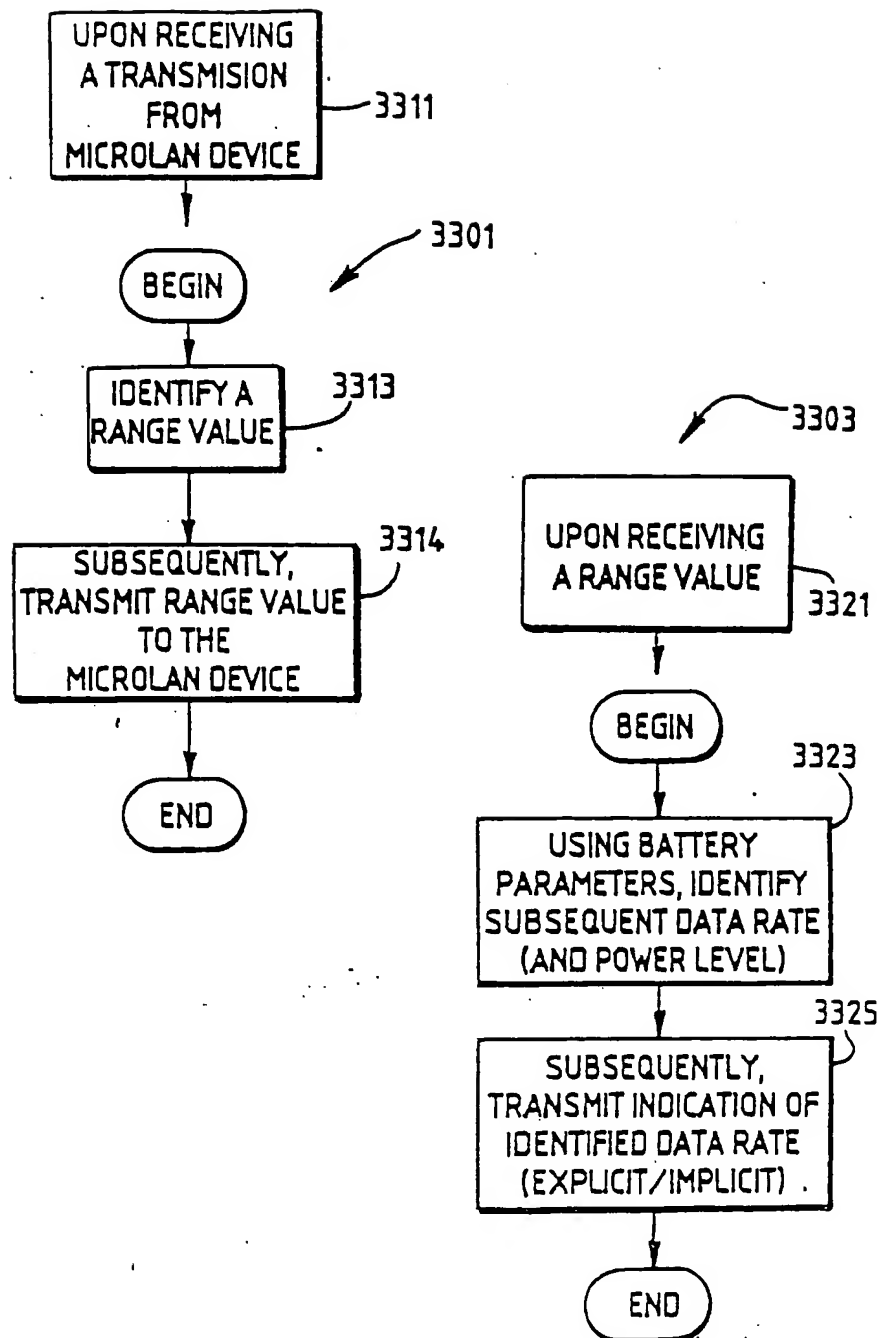 UPON RECEIVING
A TRANSMISION
FROM
MICROLAN DEVICE
3311
3301
BEGIN
IDENTIFY A
RANGE VALUE
3313
SUBSEQUENTLY,
TRANSMIT RANGE VALUE
TO THE
MICROLAN DEVICE
3314
END
3303
UPON RECEIVING
A RANGE VALUE
3321
BEGIN
3323
USING BATTERY
PARAMETERS, IDENTIFY
SUBSEQUENT DATA RATE
(AND POWER LEVEL)
3325
SUBSEQUENTLY,
TRANSMIT INDICATION OF
IDENTIFIED DATA RATE
(EXPLICIT/IMPLICIT)
END